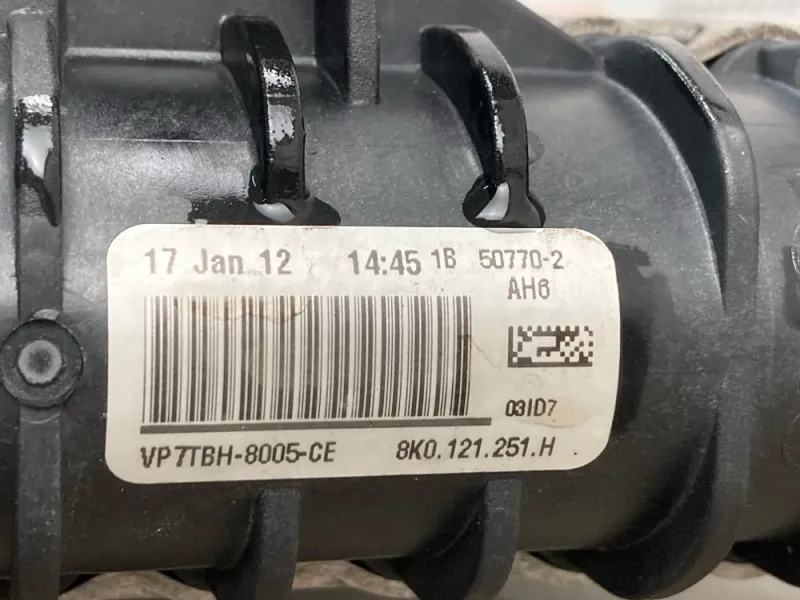 17 Jan 12 14:45 1B 50770-2
AH6
03ID7
VP7TBH-8005-CE 8K0.121.251.H